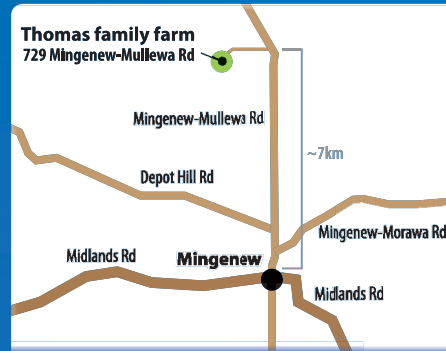 Thomas family farm
729 Mingenew-Mullewa Rd
Mingenew-Mullewa Rd
~7km
Depot Hill Rd
Mingenew-Morawa Rd
Midlands Rd
Mingenew
Midlands Rd